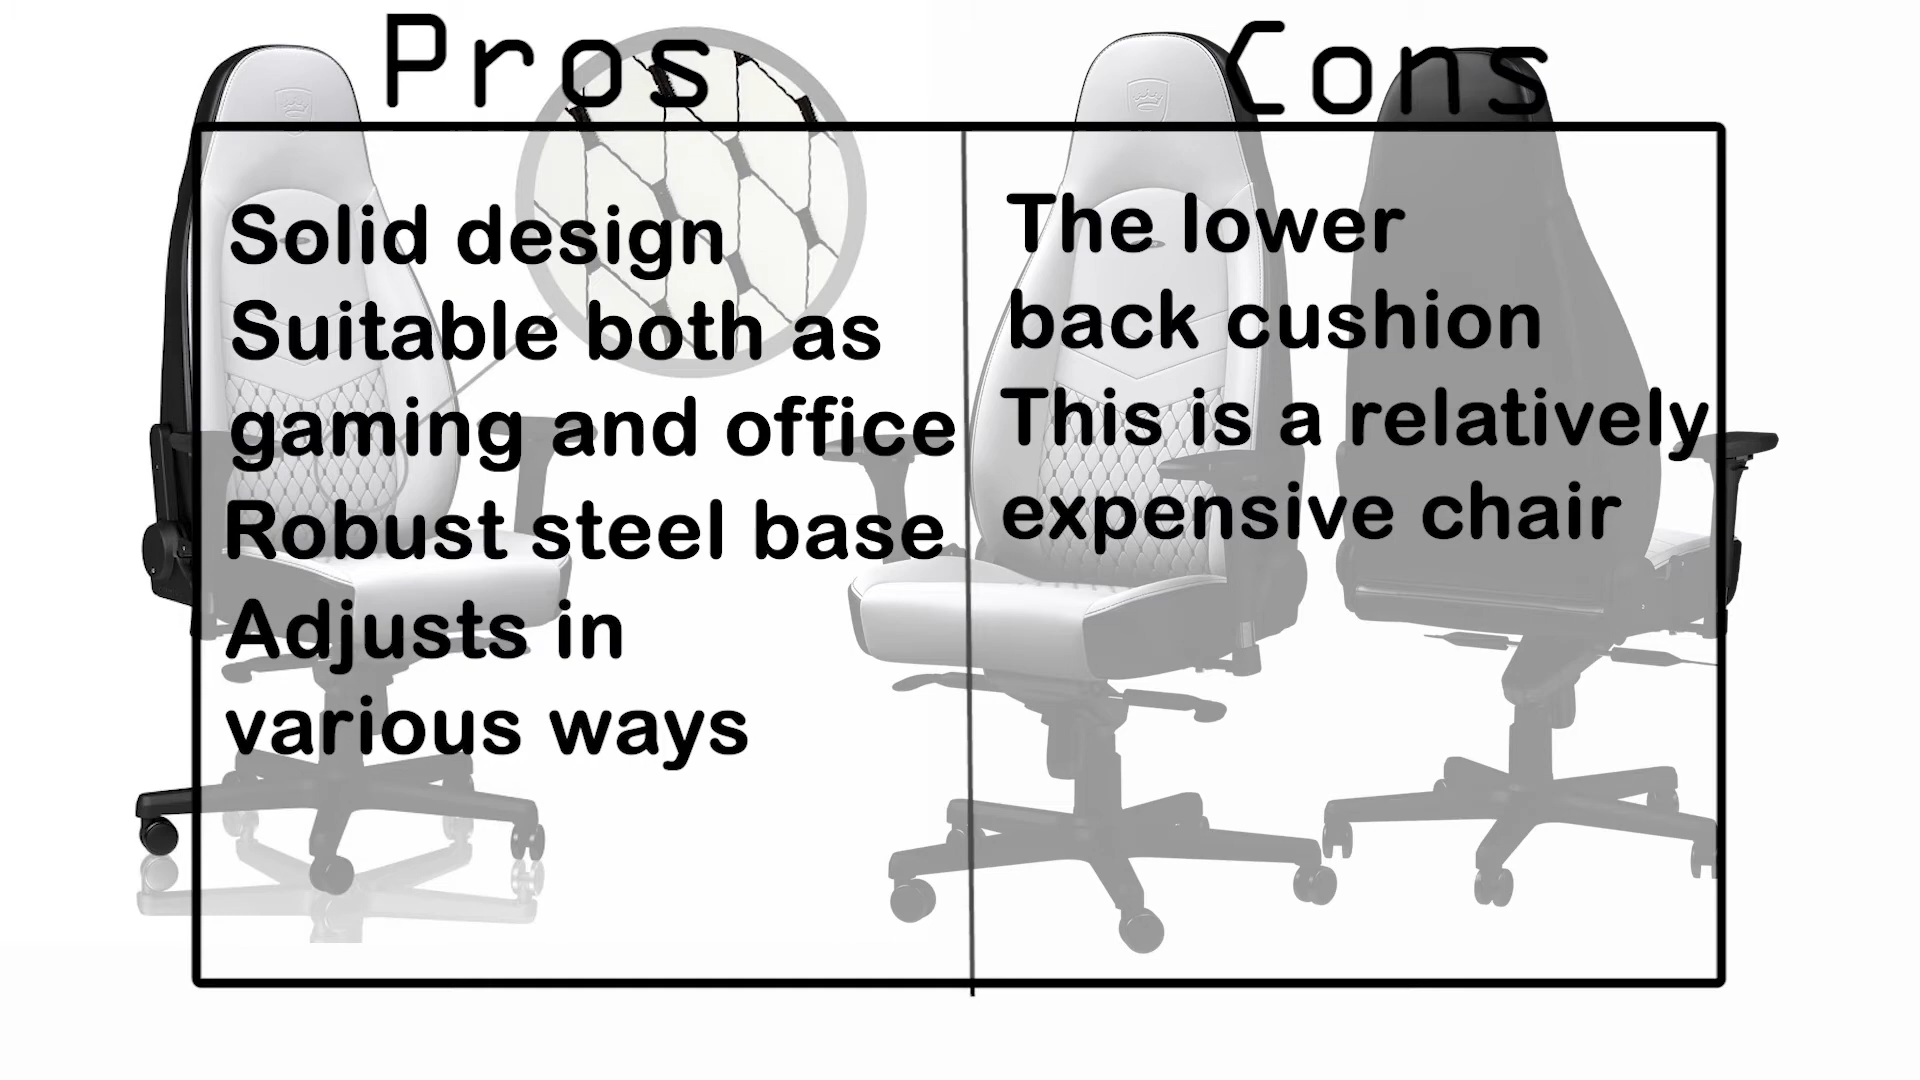 Pros
Cons
Solid design
Suitable both as
gaming and office
Robust steel base
Adjusts in
various ways
The lower
back cushion
This is a relatively
expensive chair